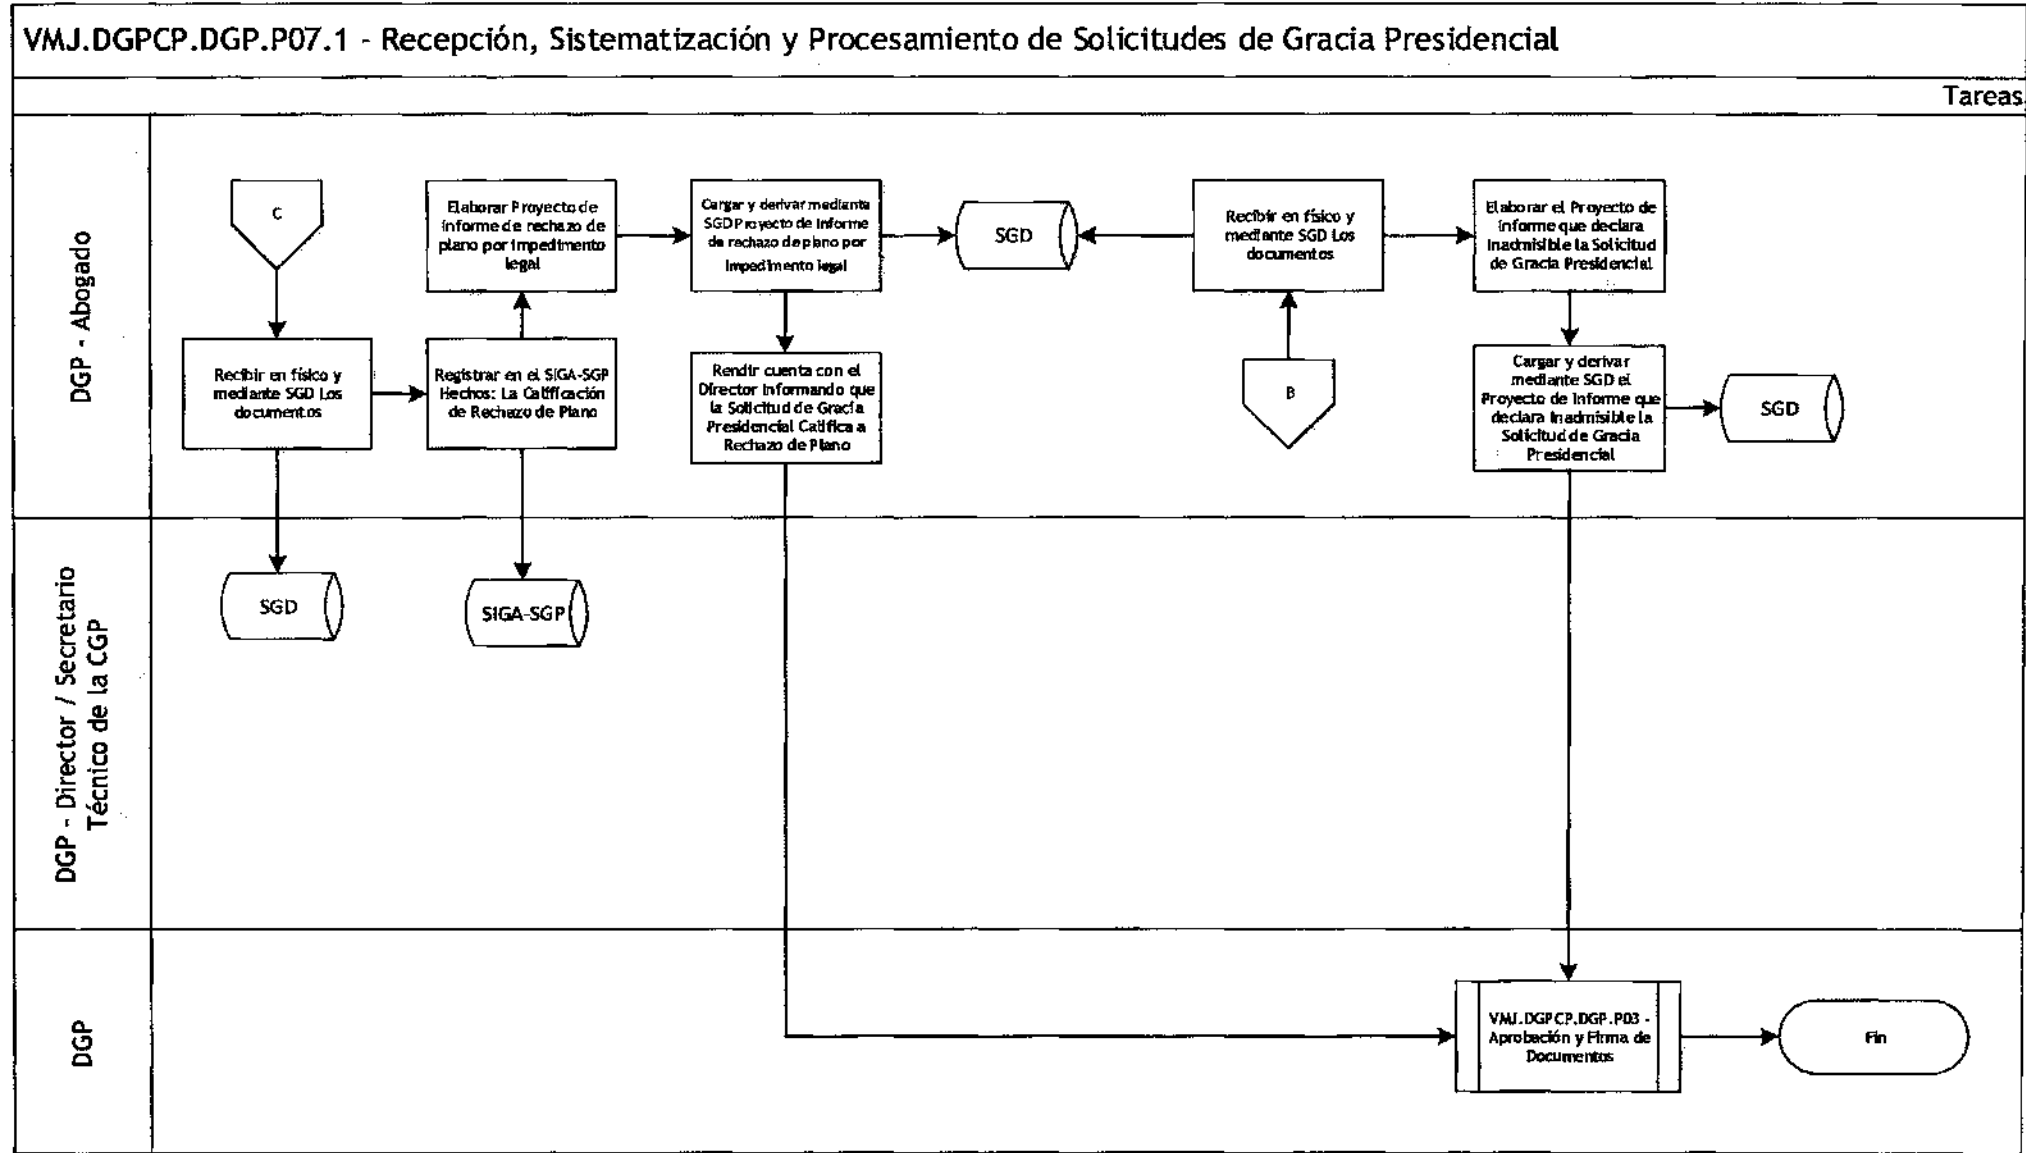 VMJ.DGPCP.DGP.P07.1 - Recepción, Sistematización y Procesamiento de Solicitudes de Gracia Presidencial
Tareas
DGP - Abogado
C
Recibir en físico y
mediante SGD Los
documentos
SGD
Registrar en el SIGA-SGP
Hechos: La Calificación
de Rechazo de Plano
SIGA-SGP
Elaborar Proyecto de
informe de rechazo de
plano por impedimento
legal
Cargar y derivar mediante
SGD Proyecto de Informe
de rechazo de plano por
Impedimento legal
SGD
Rendir cuenta con el
Director Informando que
la Solicitud de Gracia
Presidencial Califica a
Rechazo de Plano
Recibir en físico y
mediante SGD Los
documentos
B
Elaborar el Proyecto de
Informe que declara
Inadmisible la Solicitud
de Gracia Presidencial
Cargar y derivar
mediante SGD el
Proyecto de Informe que
declara Inadmisible la
Solicitud de Gracia
Presidencial
SGD
DGP - Director / Secretario
Técnico de la CGP
DGP
VMJ.DGPCP.DGP.P03 -
Aprobación y Firma de
Documentos
Fin